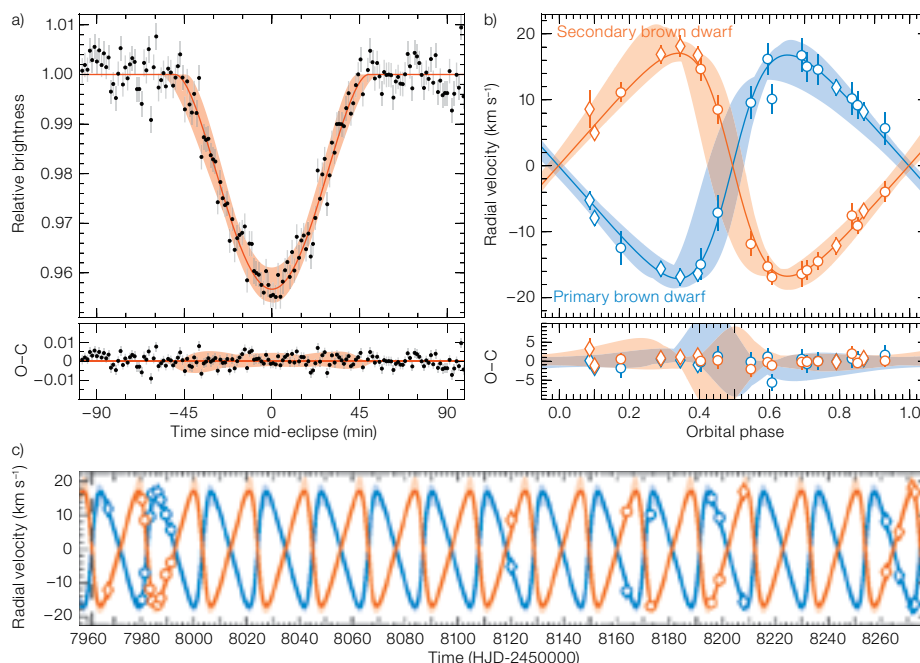 a)
1.01
1.00
0.99
0.98
0.97
0.96
Relative brightness
0.01
0
−0.01
O−C
−90 −45 0 45 90
Time since mid-eclipse (min)
b)
Secondary brown dwarf
20
10
0
−10
−20
Radial velocity (km s⁻¹)
Primary brown dwarf
5
0
−5
O−C
0.0 0.2 0.4 0.6 0.8 1.0
Orbital phase
c)
20
10
0
−10
−20
Radial velocity (km s⁻¹)
7960 7980 8000 8020 8040 8060 8080 8100 8120 8140 8160 8180 8200 8220 8240 8260
Time (HJD-2450000)